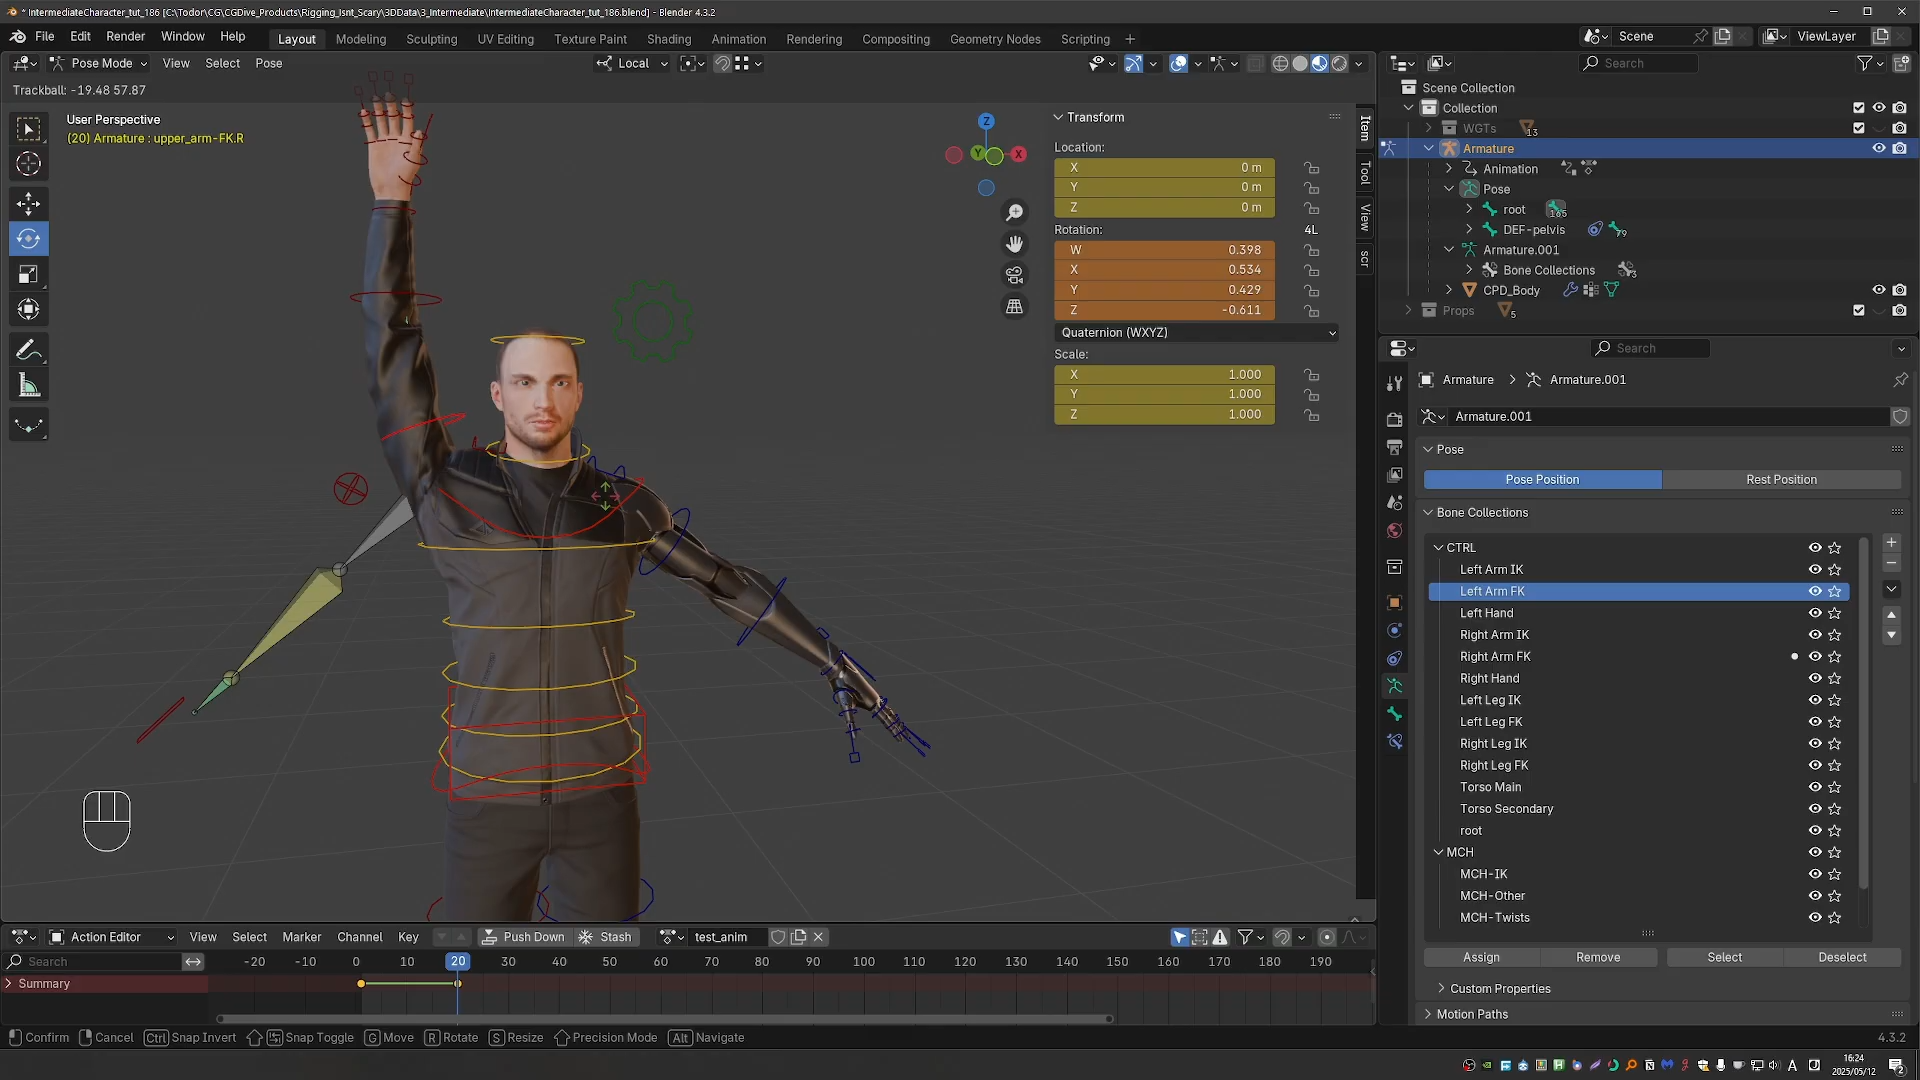 * IntermediateCharacter_tut_186 [C:\Todor\CG\CGDive_Products\Rigging_Isnt_Scary\3DData\3_Intermediate\IntermediateCharacter_tut_186.blend] - Blender 4.3.2
File Edit Render Window Help Layout Modeling Sculpting UV Editing Texture Paint Shading Animation Rendering Compositing Geometry Nodes Scripting + Scene ViewLayer
Pose Mode View Select Pose Local Search
Trackball: -19.48 57.87
User Perspective
(20) Armature : upper_arm-FK.R
Z
Y
X
Item
Tool
View
scr
Transform
Location:
X 0 m
Y 0 m
Z 0 m
Rotation: 4L
W 0.398
X 0.534
Y 0.429
Z -0.611
Quaternion (WXYZ)
Scale:
X 1.000
Y 1.000
Z 1.000
Scene Collection
Collection
WGTs 13
Armature
Animation
Pose
root 165
DEF-pelvis 79
Armature.001
Bone Collections 3
CPD_Body
Props 5
Search
Armature Armature.001
Armature.001
Pose
Pose Position Rest Position
Bone Collections
CTRL
Left Arm IK
Left Arm FK
Left Hand
Right Arm IK
Right Arm FK
Right Hand
Left Leg IK
Left Leg FK
Right Leg IK
Right Leg FK
Torso Main
Torso Secondary
root
MCH
MCH-IK
MCH-Other
MCH-Twists
Assign Remove Select Deselect
Custom Properties
Motion Paths
Action Editor View Select Marker Channel Key Push Down Stash test_anim
Search -20 -10 0 10 20 30 40 50 60 70 80 90 100 110 120 130 140 150 160 170 180 190
Summary
Confirm Cancel Ctrl Snap Invert Snap Toggle G Move R Rotate S Resize Precision Mode Alt Navigate 4.3.2
A 16:24
2025/05/12 2